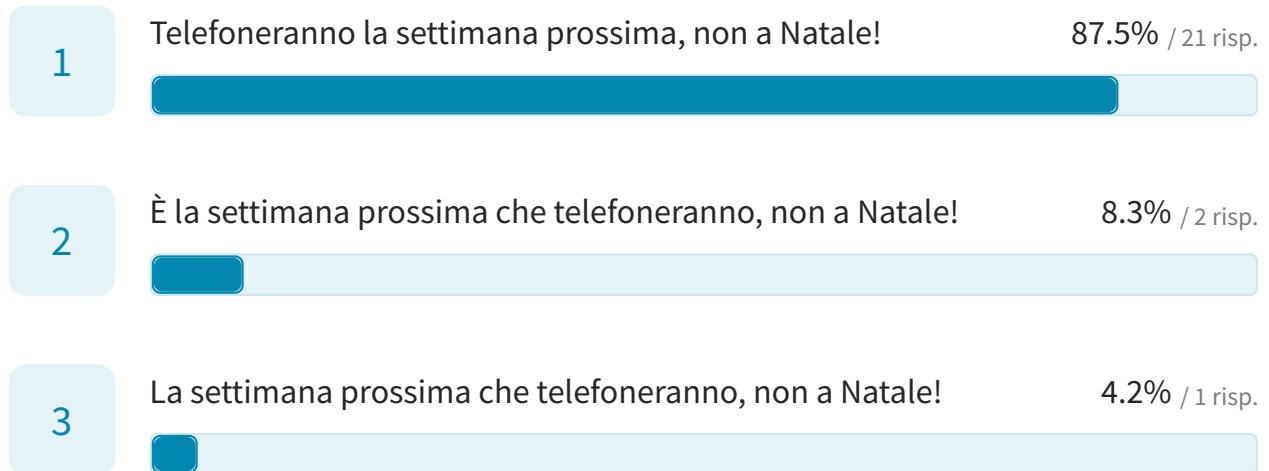 1
Telefoneranno la settimana prossima, non a Natale!
87.5% / 21 risp.
2
È la settimana prossima che telefoneranno, non a Natale!
8.3% / 2 risp.
3
La settimana prossima che telefoneranno, non a Natale!
4.2% / 1 risp.